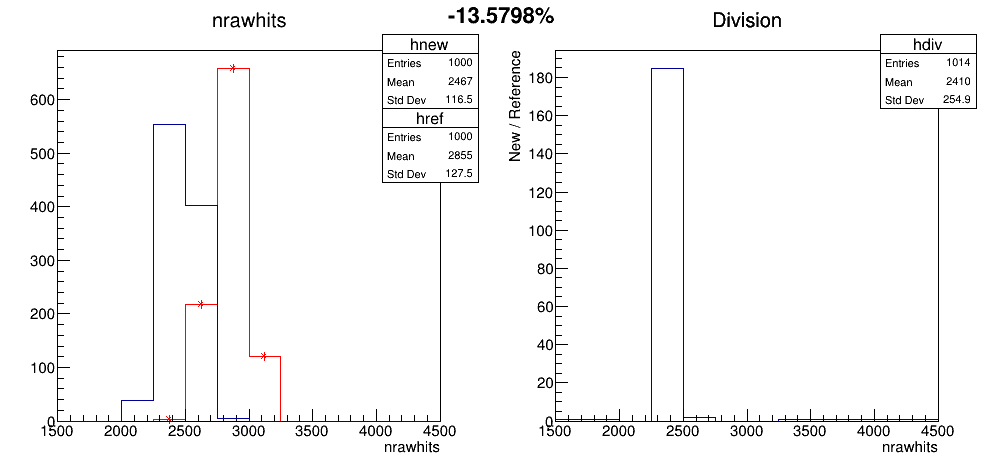 -13.5798%
nrawhits
hnew
Entries 1000
Mean 2467
Std Dev 116.5
href
Entries 1000
Mean 2855
Std Dev 127.5
600
500
400
300
200
100
0
1500 2000 2500 3000 3500 4000 4500
nrawhits
Division
hdiv
Entries 1014
Mean 2410
Std Dev 254.9
New / Reference
180
160
140
120
100
80
60
40
20
0
1500 2000 2500 3000 3500 4000 4500
nrawhits